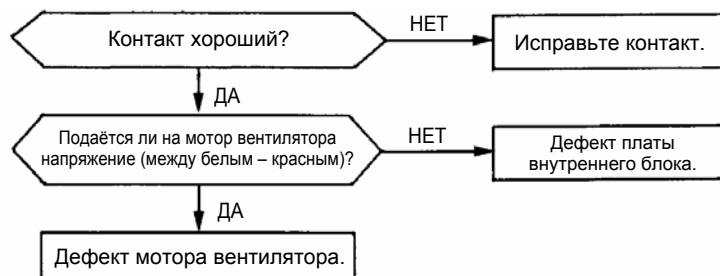 Контакт хороший?
НЕТ
Исправьте контакт.
ДА
Подаётся ли на мотор вентилятора
напряжение (между белым – красным)?
НЕТ
Дефект платы
внутреннего блока.
ДА
Дефект мотора вентилятора.